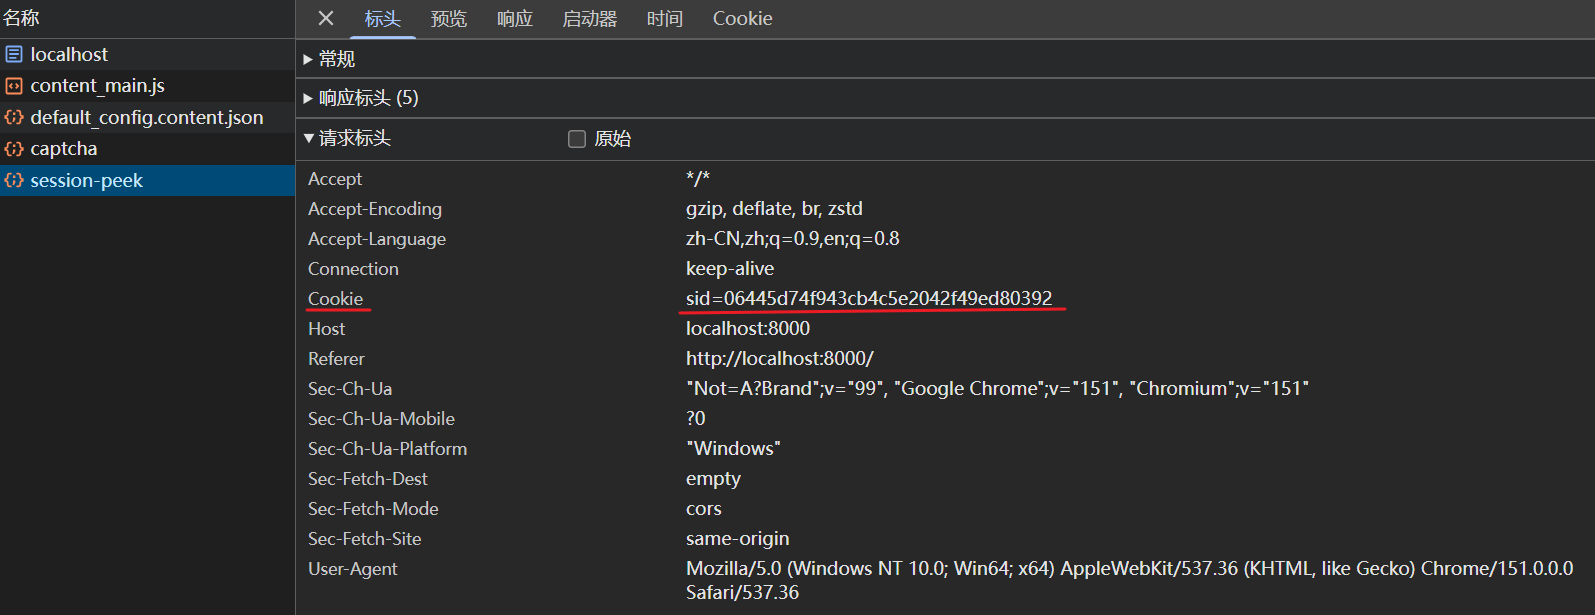 名称
localhost
content_main.js
default_config.content.json
captcha
session-peek
标头 预览 响应 启动器 时间 Cookie
常规
响应标头 (5)
请求标头 原始
Accept */*
Accept-Encoding gzip, deflate, br, zstd
Accept-Language zh-CN,zh;q=0.9,en;q=0.8
Connection keep-alive
Cookie sid=06445d74f943cb4c5e2042f49ed80392
Host localhost:8000
Referer http://localhost:8000/
Sec-Ch-Ua "Not=A?Brand";v="99", "Google Chrome";v="151", "Chromium";v="151"
Sec-Ch-Ua-Mobile ?0
Sec-Ch-Ua-Platform "Windows"
Sec-Fetch-Dest empty
Sec-Fetch-Mode cors
Sec-Fetch-Site same-origin
User-Agent Mozilla/5.0 (Windows NT 10.0; Win64; x64) AppleWebKit/537.36 (KHTML, like Gecko) Chrome/151.0.0.0
Safari/537.36